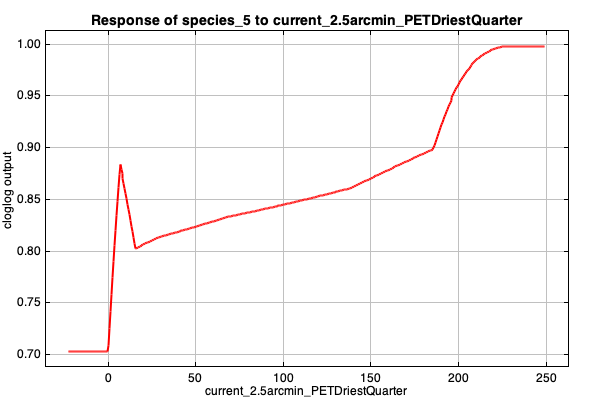 Response of species_5 to current_2.5arcmin_PETDriestQuarter
1.00
0.95
0.90
0.85
0.80
0.75
0.70
cloglog output
0 50 100 150 200 250
current_2.5arcmin_PETDriestQuarter